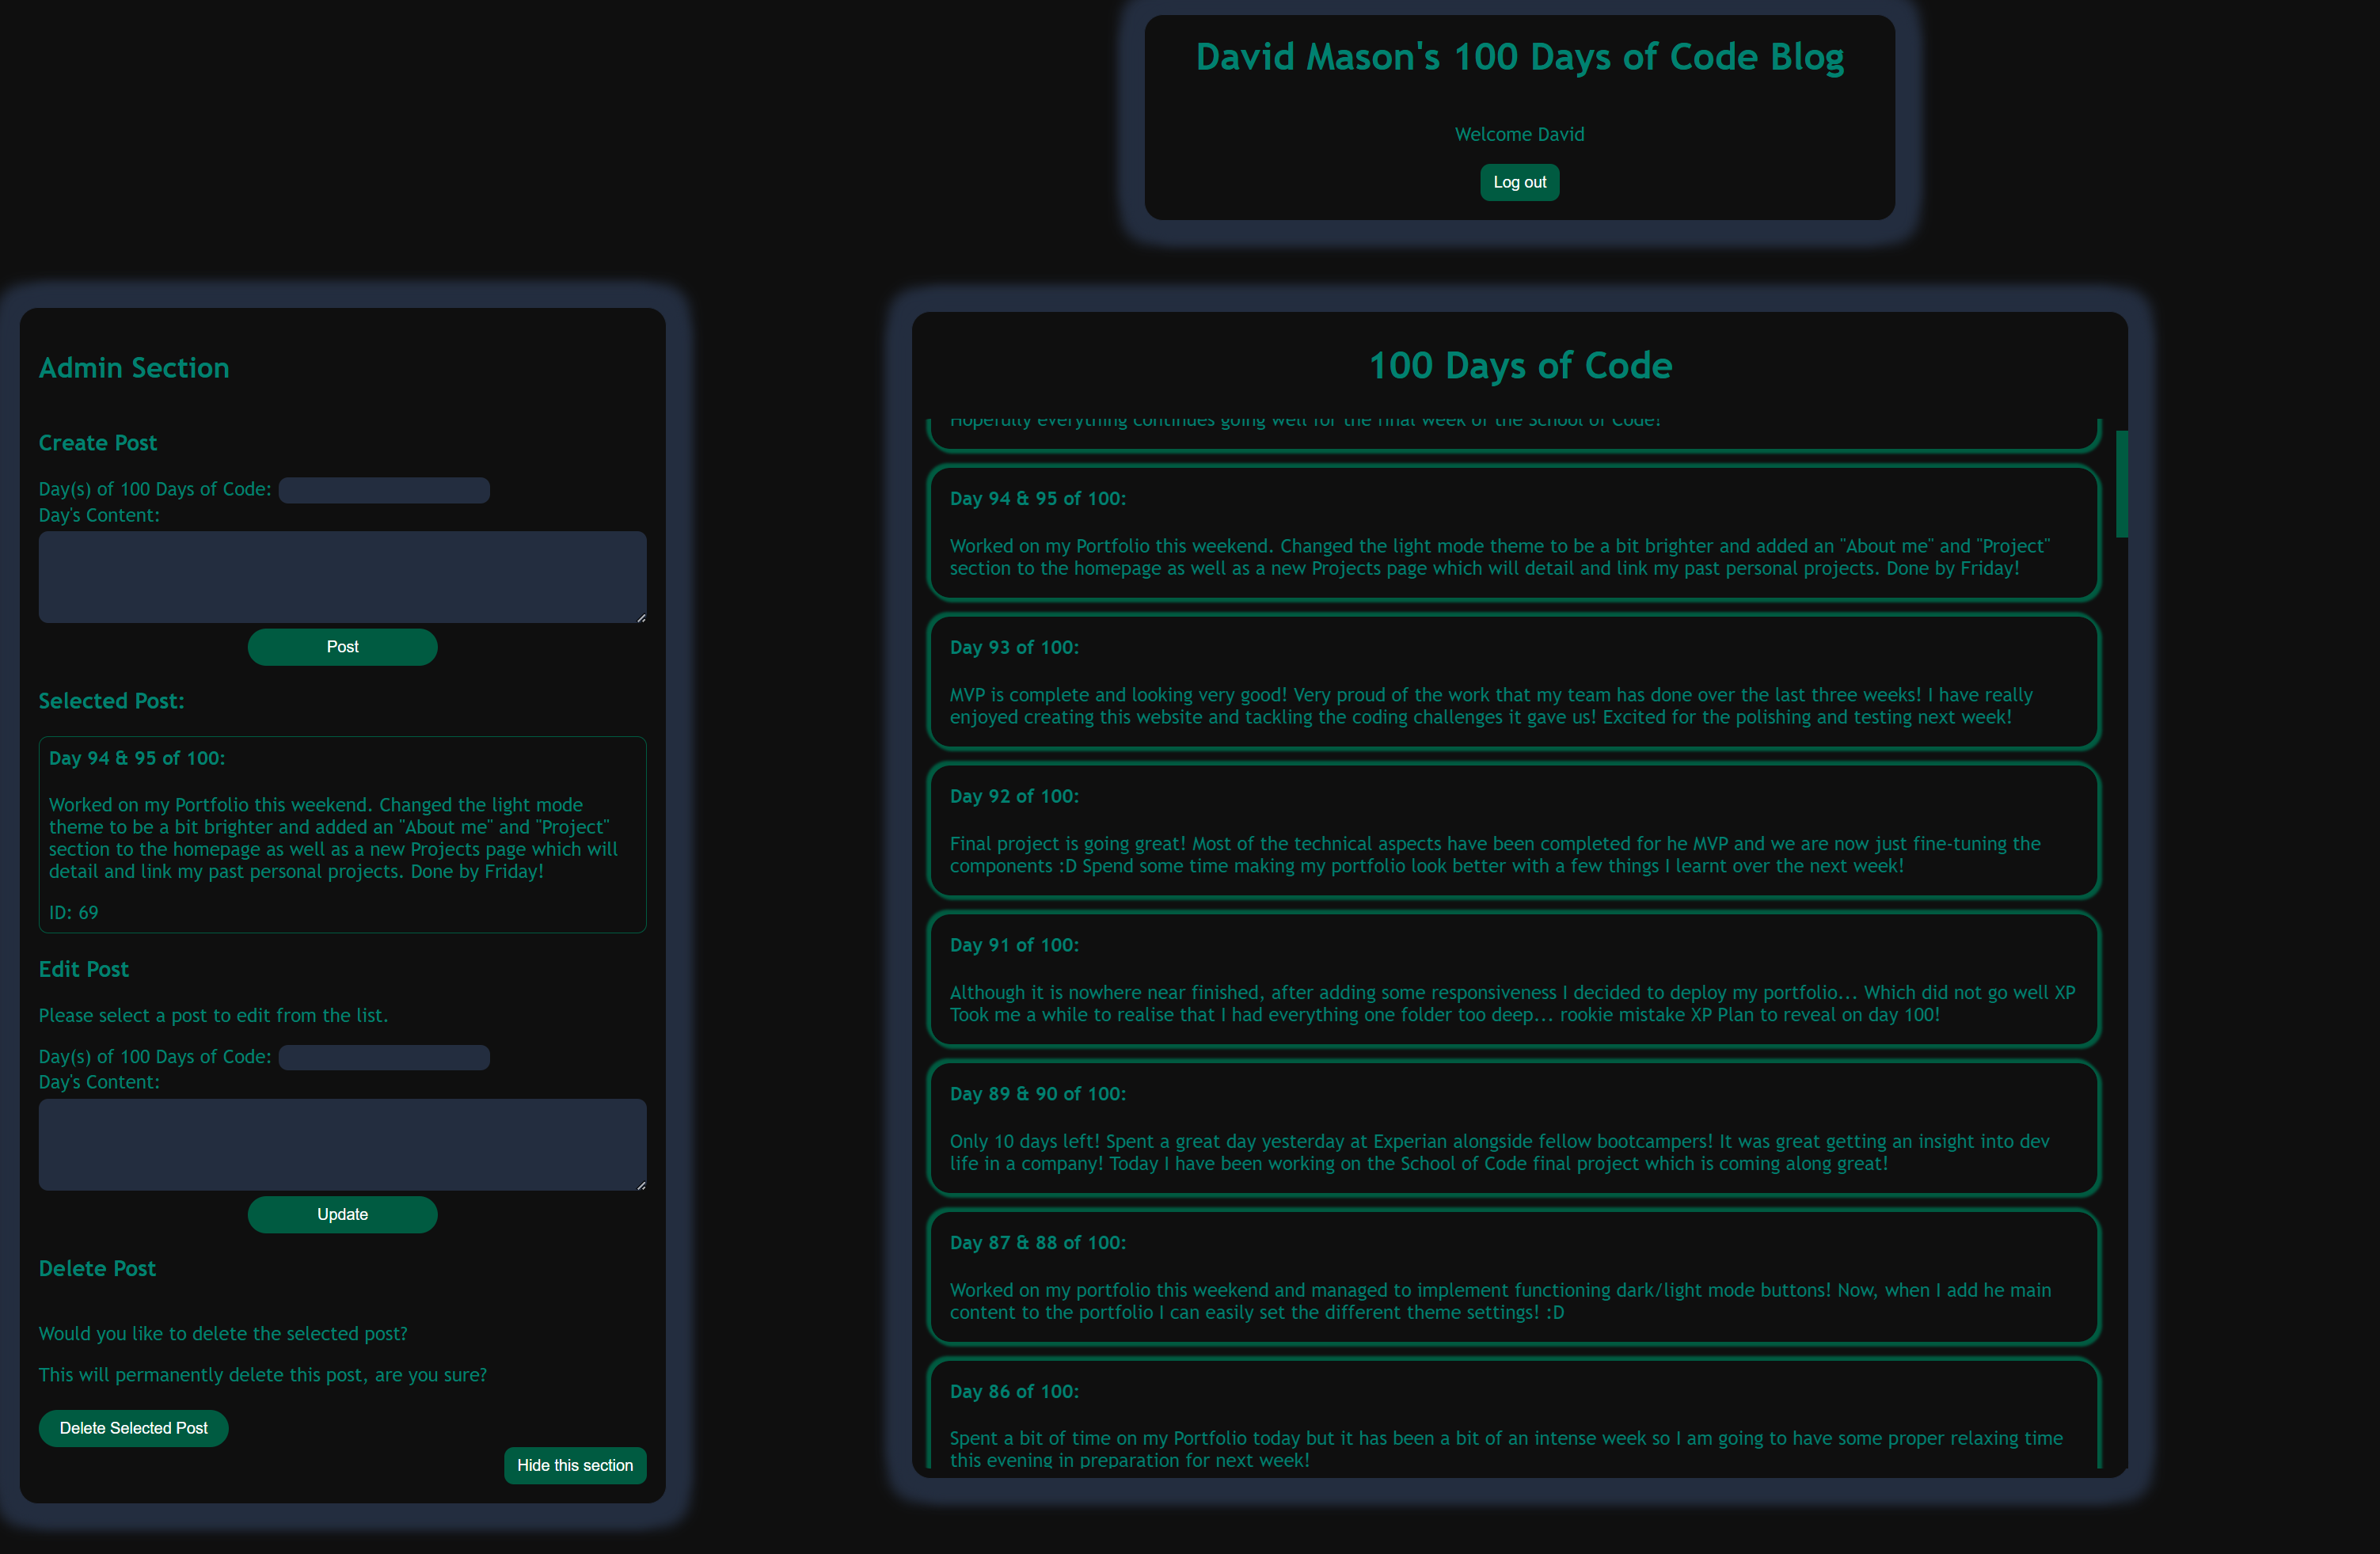 David Mason's 100 Days of Code Blog
Welcome David
Log out
Admin Section
Create Post
Day(s) of 100 Days of Code:
Day's Content:
Post
Selected Post:
Day 94 & 95 of 100:
Worked on my Portfolio this weekend. Changed the light mode
theme to be a bit brighter and added an "About me" and "Project"
section to the homepage as well as a new Projects page which will
detail and link my past personal projects. Done by Friday!
ID: 69
Edit Post
Please select a post to edit from the list.
Day(s) of 100 Days of Code:
Day's Content:
Update
Delete Post
Would you like to delete the selected post?
This will permanently delete this post, are you sure?
Delete Selected Post
Hide this section
100 Days of Code
Hopefully everything continues going well for the final week of the School of Code!
Day 94 & 95 of 100:
Worked on my Portfolio this weekend. Changed the light mode theme to be a bit brighter and added an "About me" and "Project"
section to the homepage as well as a new Projects page which will detail and link my past personal projects. Done by Friday!
Day 93 of 100:
MVP is complete and looking very good! Very proud of the work that my team has done over the last three weeks! I have really
enjoyed creating this website and tackling the coding challenges it gave us! Excited for the polishing and testing next week!
Day 92 of 100:
Final project is going great! Most of the technical aspects have been completed for he MVP and we are now just fine-tuning the
components :D Spend some time making my portfolio look better with a few things I learnt over the next week!
Day 91 of 100:
Although it is nowhere near finished, after adding some responsiveness I decided to deploy my portfolio... Which did not go well XP
Took me a while to realise that I had everything one folder too deep... rookie mistake XP Plan to reveal on day 100!
Day 89 & 90 of 100:
Only 10 days left! Spent a great day yesterday at Experian alongside fellow bootcampers! It was great getting an insight into dev
life in a company! Today I have been working on the School of Code final project which is coming along great!
Day 87 & 88 of 100:
Worked on my portfolio this weekend and managed to implement functioning dark/light mode buttons! Now, when I add he main
content to the portfolio I can easily set the different theme settings! :D
Day 86 of 100:
Spent a bit of time on my Portfolio today but it has been a bit of an intense week so I am going to have some proper relaxing time
this evening in preparation for next week!